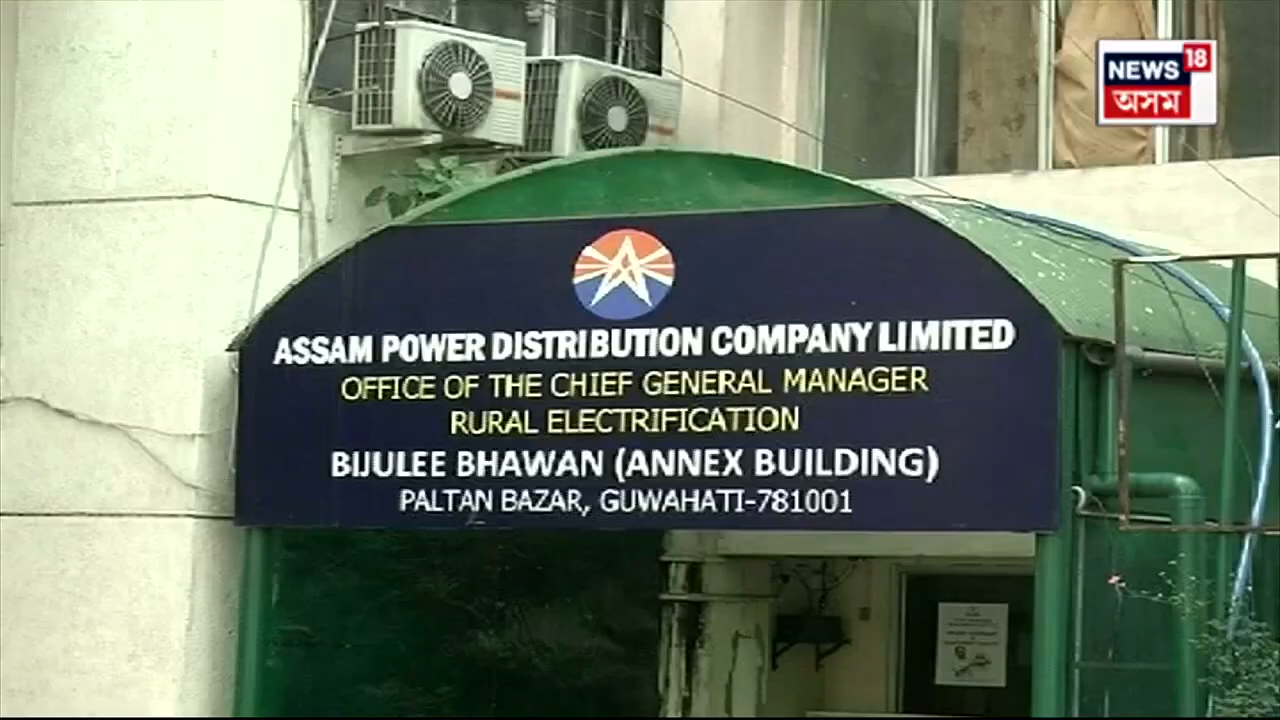 NEWS 18
অসম
ASSAM POWER DISTRIBUTION COMPANY LIMITED
OFFICE OF THE CHIEF GENERAL MANAGER
RURAL ELECTRIFICATION
BIJULEE BHAWAN (ANNEX BUILDING)
PALTAN BAZAR, GUWAHATI-781001